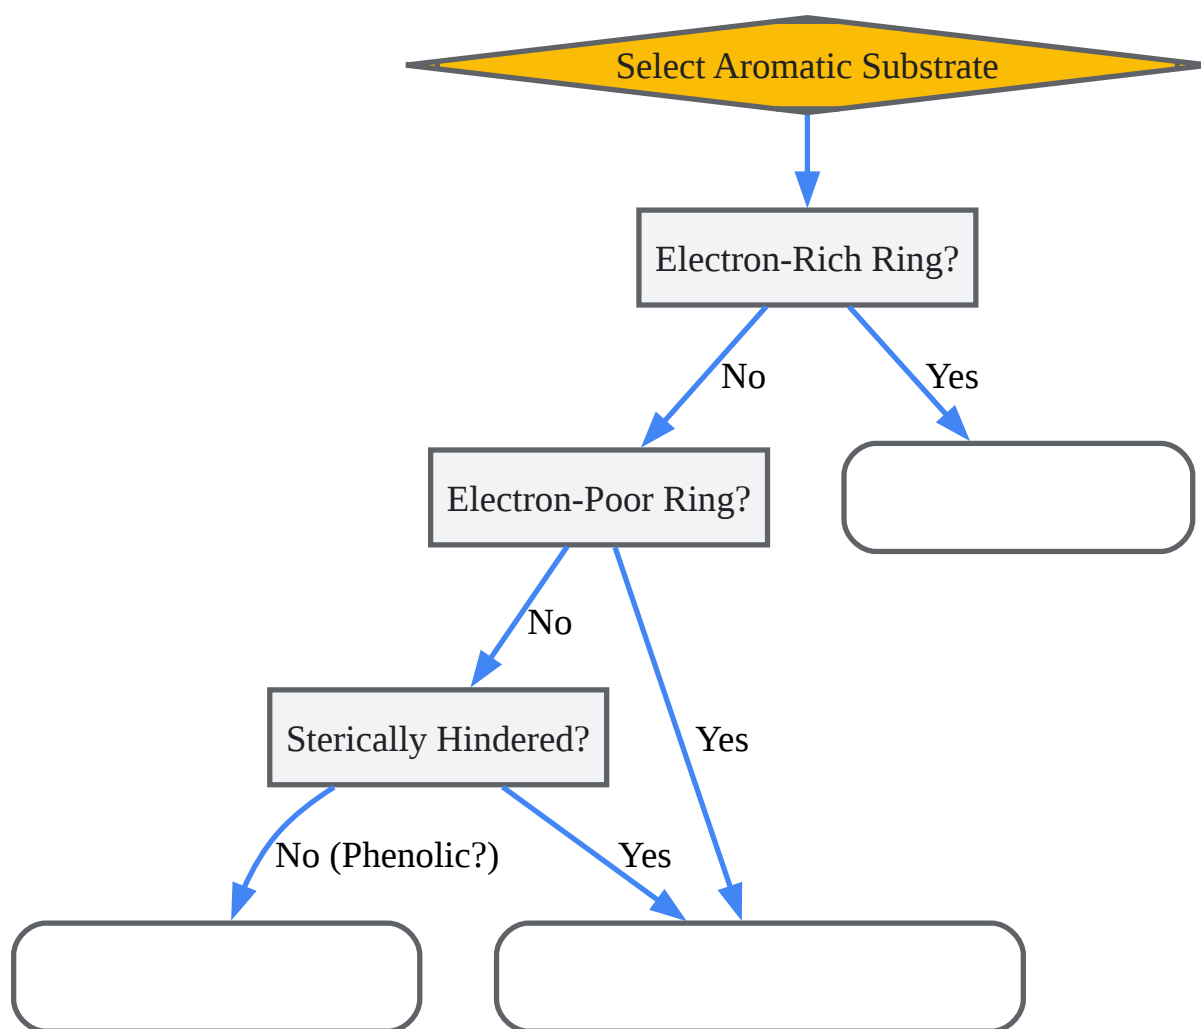 Select Aromatic Substrate
Electron-Rich Ring?
No
Yes
Electron-Poor Ring?
No
Sterically Hindered?
Yes
No (Phenolic?)
Yes